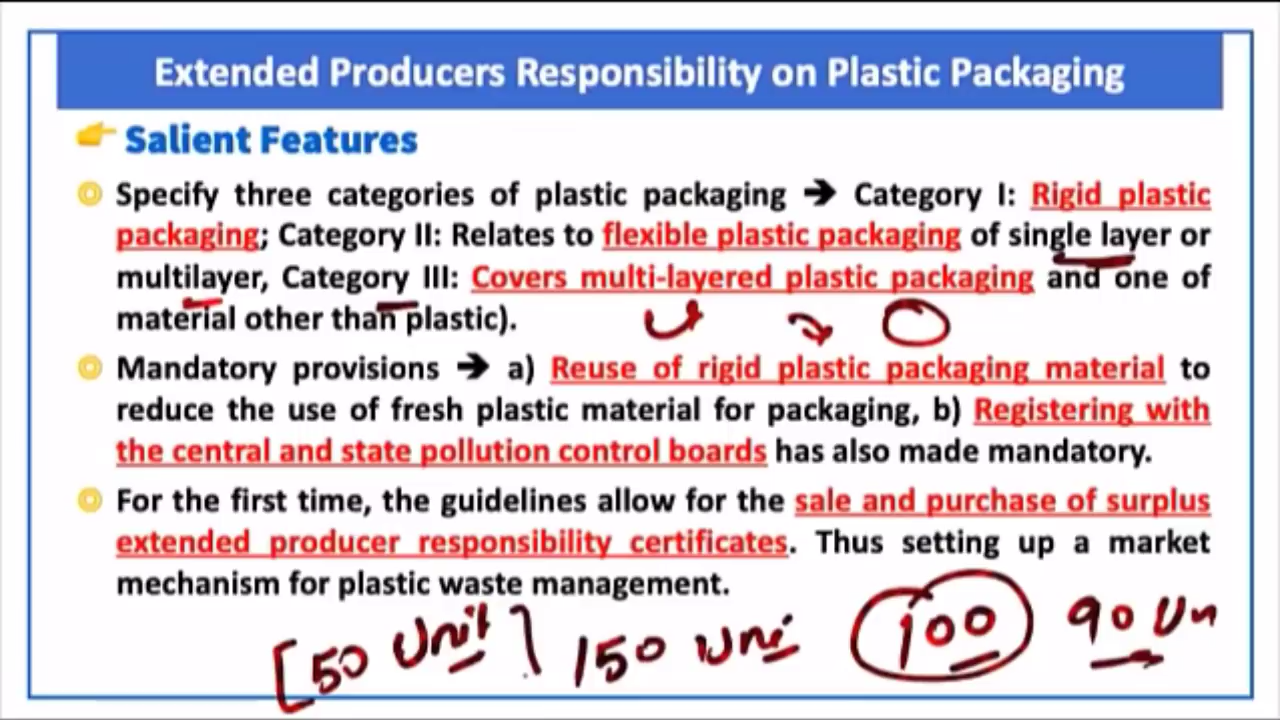 Extended Producers Responsibility on Plastic Packaging
Salient Features
Specify three categories of plastic packaging ➔ Category I: Rigid plastic
packaging; Category II: Relates to flexible plastic packaging of single layer or
multilayer, Category III: Covers multi-layered plastic packaging and one of
material other than plastic).
Mandatory provisions ➔ a) Reuse of rigid plastic packaging material to
reduce the use of fresh plastic material for packaging, b) Registering with
the central and state pollution control boards has also made mandatory.
For the first time, the guidelines allow for the sale and purchase of surplus
extended producer responsibility certificates. Thus setting up a market
mechanism for plastic waste management.
[50 Unit] 150 Uni 100 90 Un